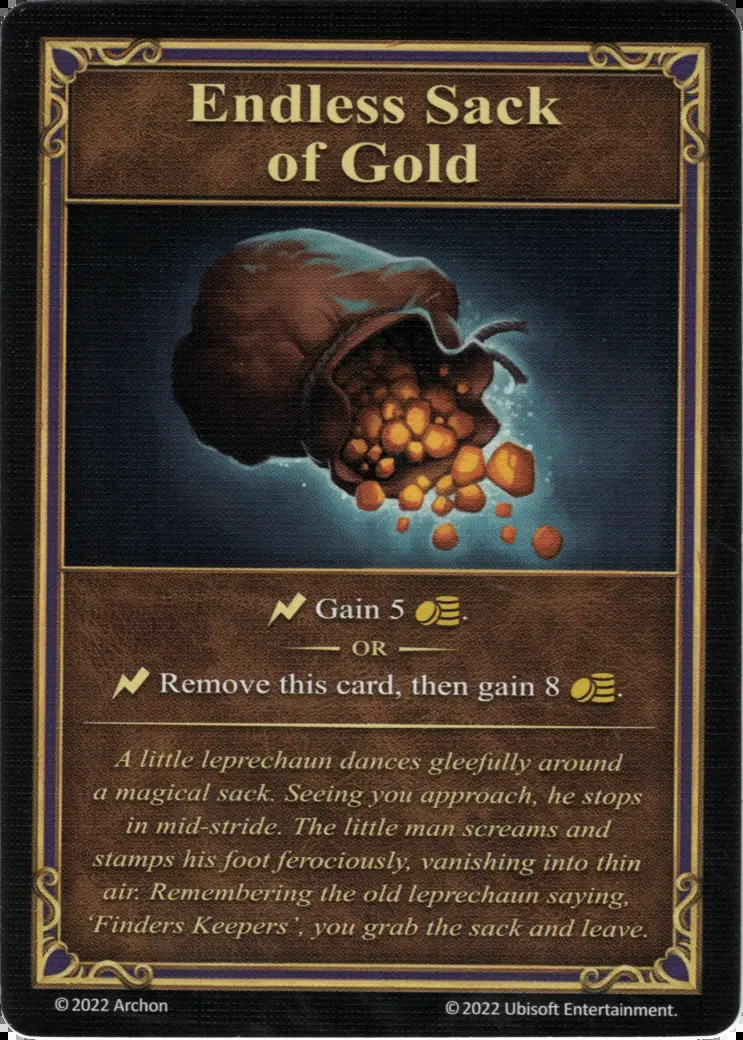 Endless Sack
of Gold
Gain 5 .
OR
Remove this card, then gain 8 .
A little leprechaun dances gleefully around
a magical sack. Seeing you approach, he stops
in mid-stride. The little man screams and
stamps his foot ferociously, vanishing into thin
air. Remembering the old leprechaun saying,
‘Finders Keepers’, you grab the sack and leave.
©2022 Archon
©2022 Ubisoft Entertainment.